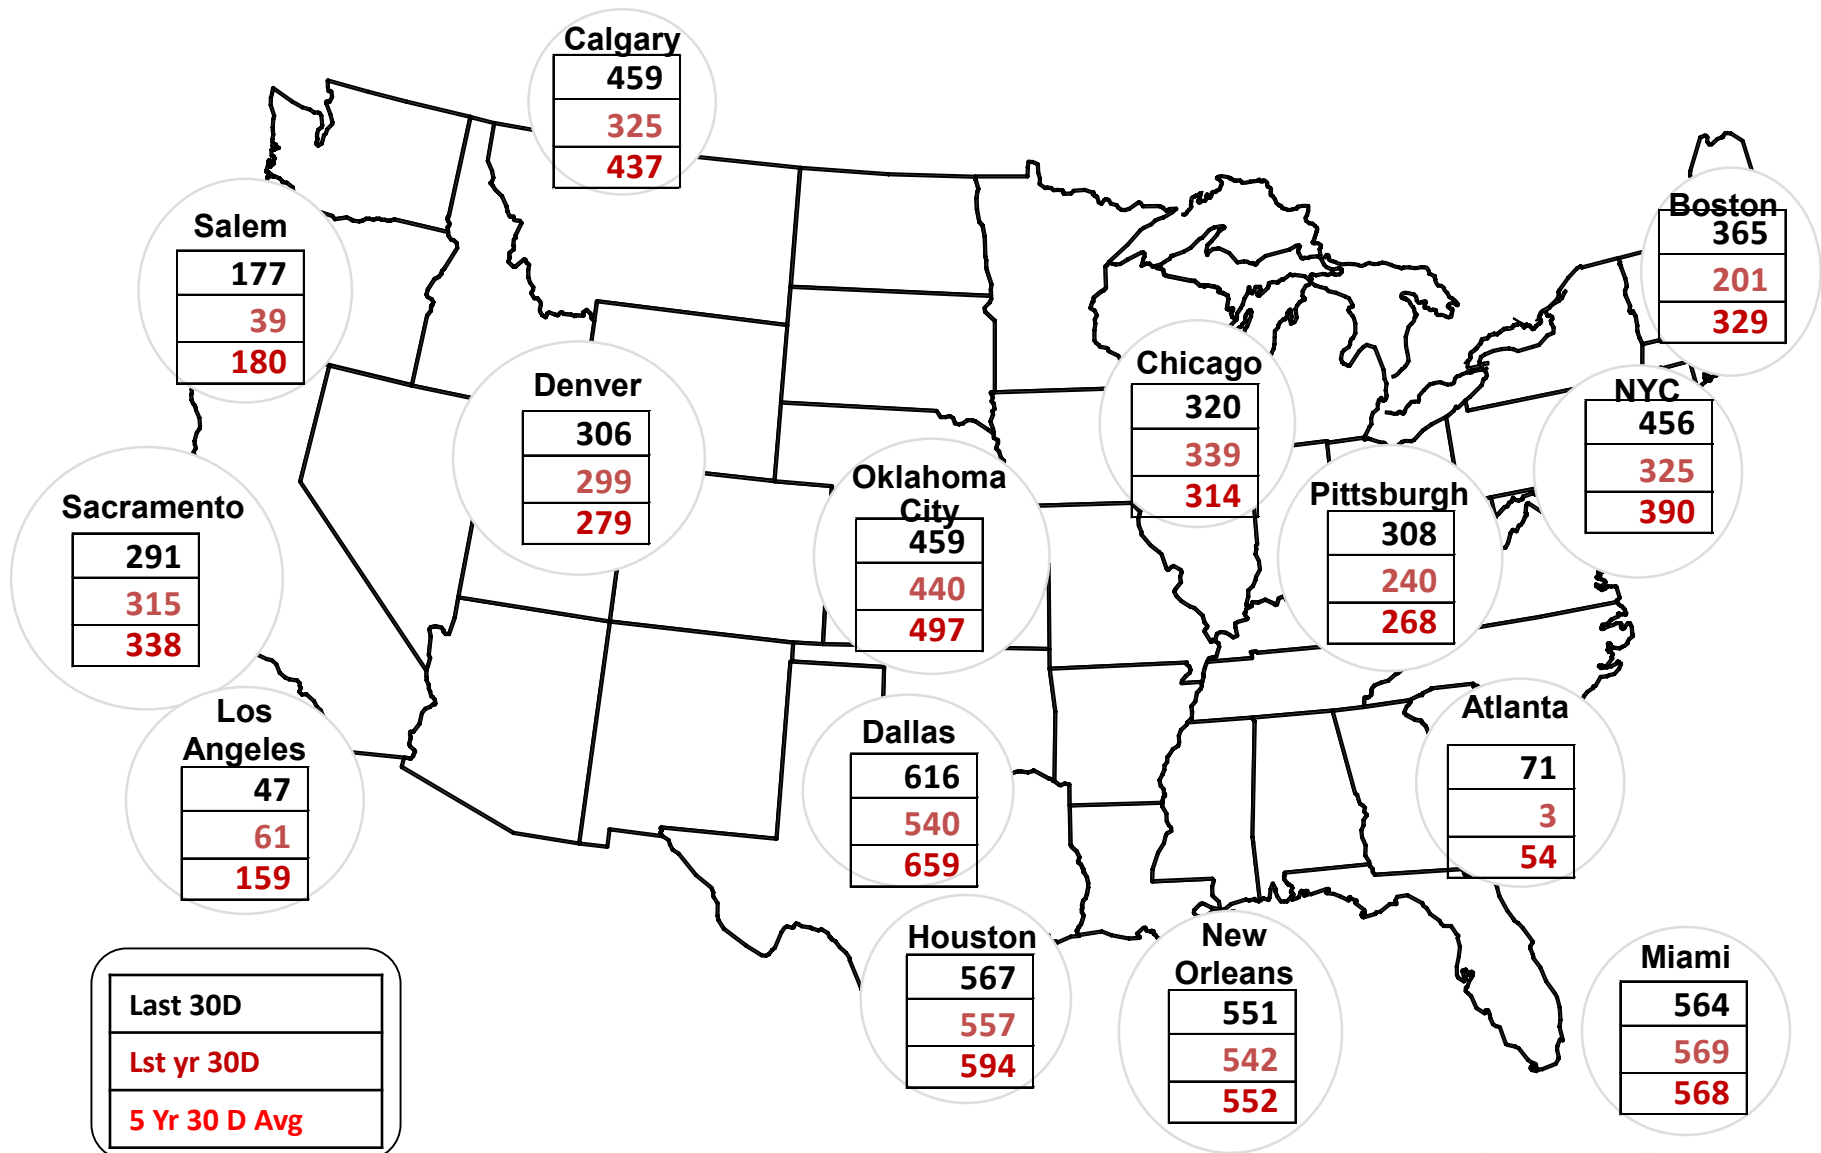 Calgary
459
325
437
Salem
177
39
180
Boston
365
201
329
Denver
306
299
279
Chicago
320
339
314
NYC
456
325
390
Oklahoma
City
459
440
497
Pittsburgh
308
240
268
Sacramento
291
315
338
Los
Angeles
47
61
159
Dallas
616
540
659
Atlanta
71
3
54
Houston
567
557
594
New
Orleans
551
542
552
Miami
564
569
568
Last 30D
Lst yr 30D
5 Yr 30 D Avg